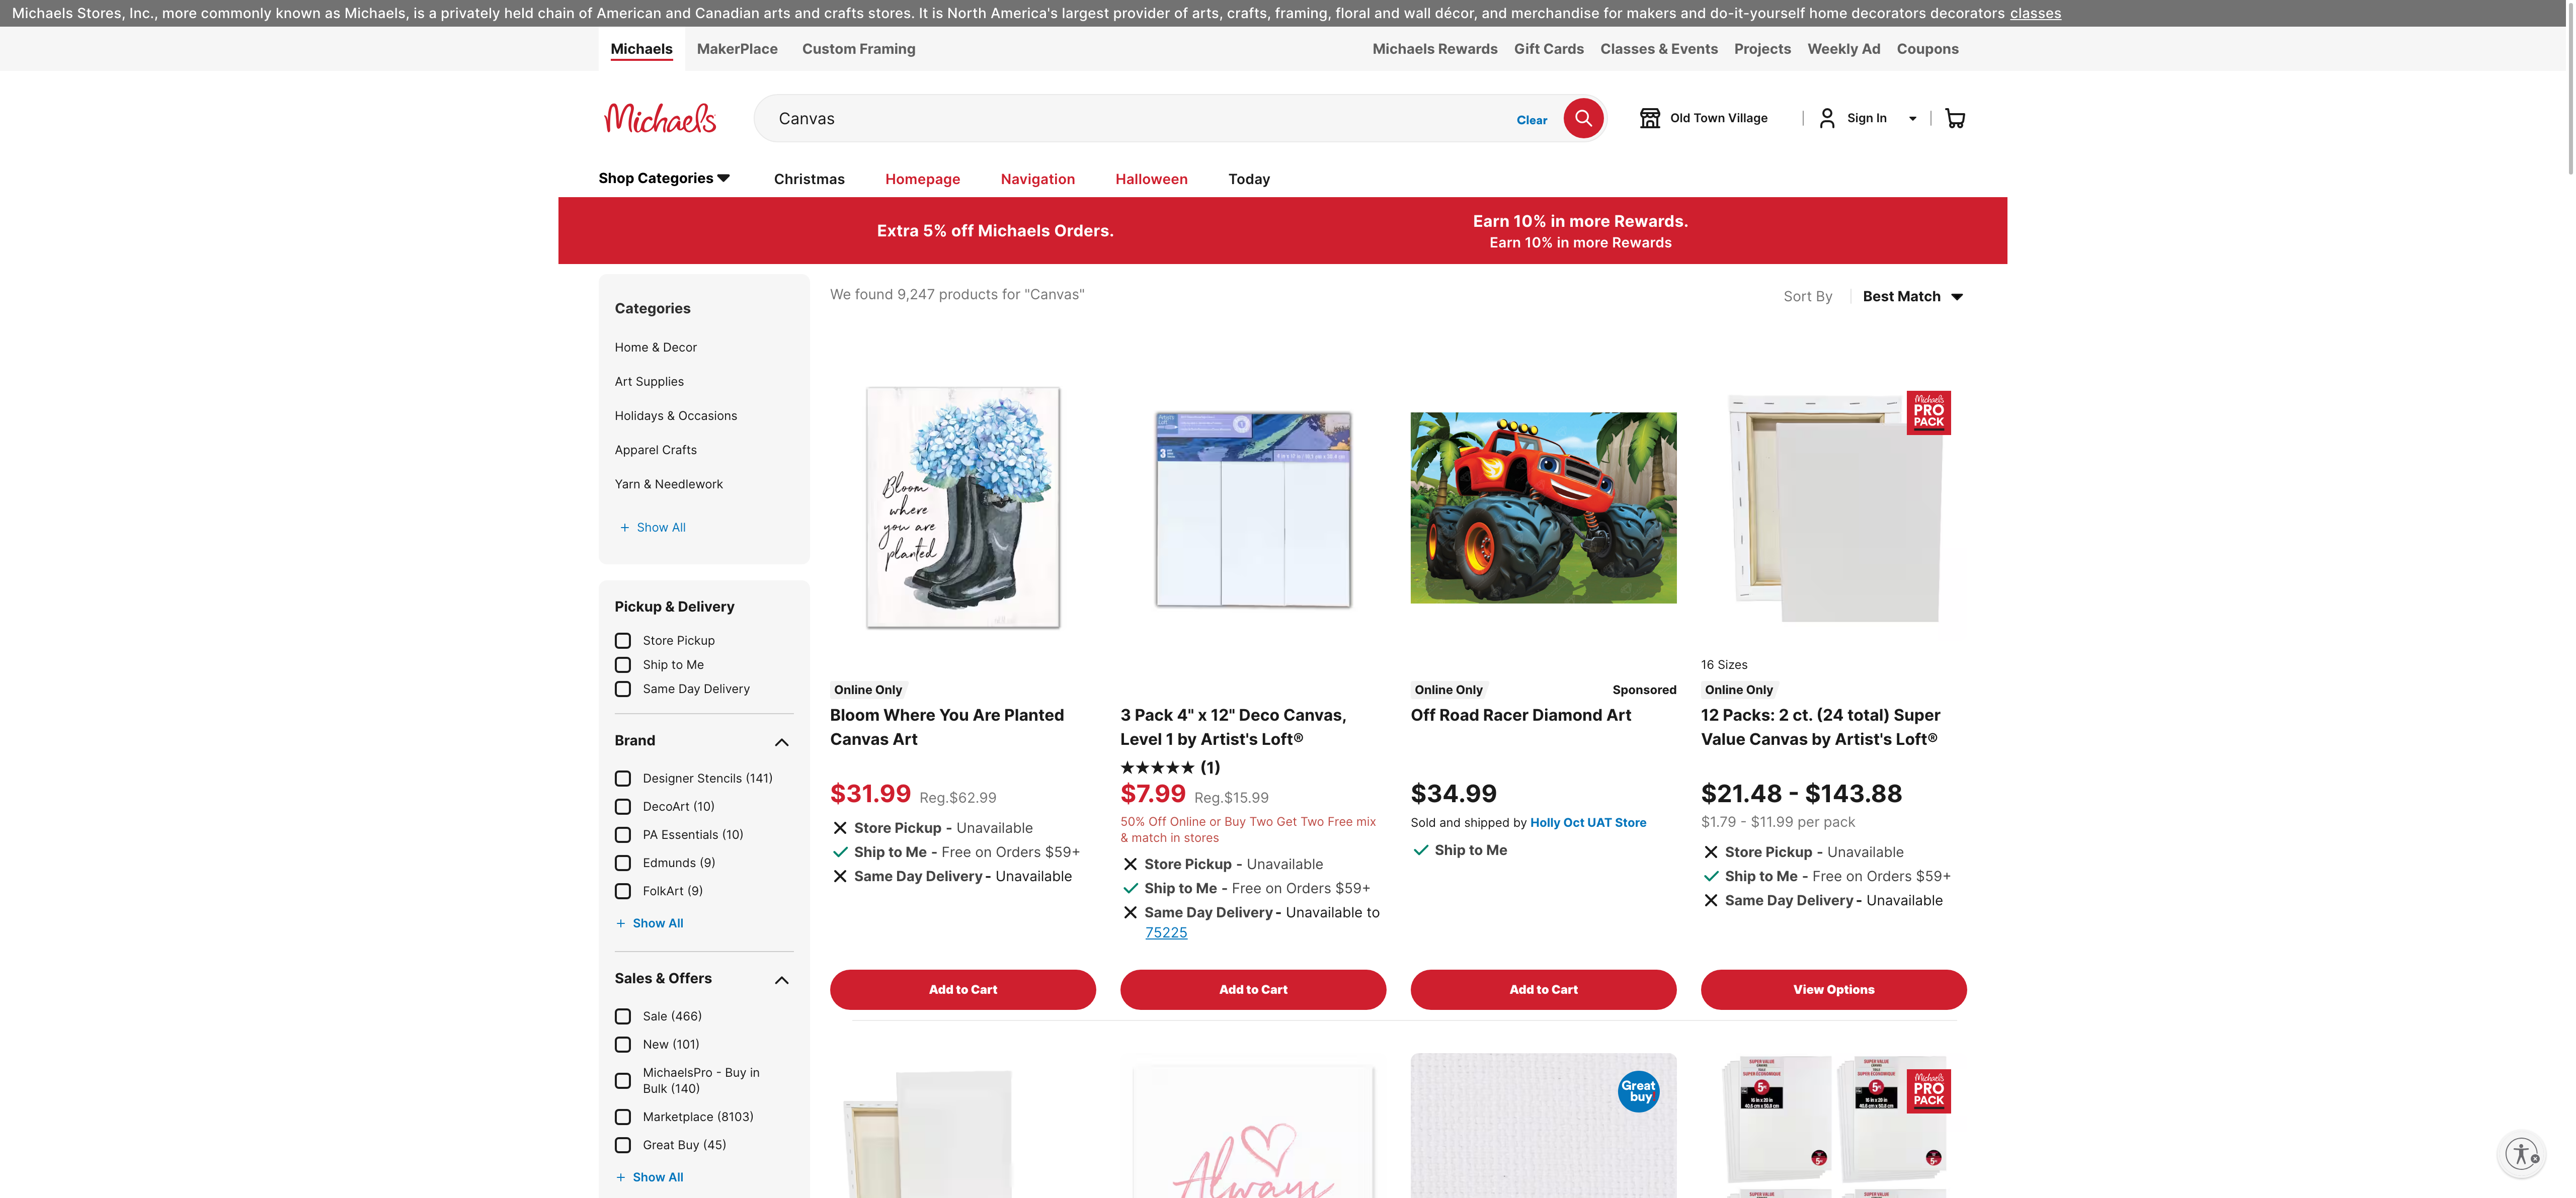 Michaels Stores, Inc., more commonly known as Michaels, is a privately held chain of American and Canadian arts and crafts stores. It is North America's largest provider of arts, crafts, framing, floral and wall décor, and merchandise for makers and do-it-yourself home decorators decorators classes
Michaels MakerPlace Custom Framing
Michaels Rewards Gift Cards Classes & Events Projects Weekly Ad Coupons
Michaels
Canvas
Clear
Old Town Village
Sign In
Shop Categories Christmas Homepage Navigation Halloween Today
Extra 5% off Michaels Orders.
Earn 10% in more Rewards.
Earn 10% in more Rewards
Categories
Home & Decor
Art Supplies
Holidays & Occasions
Apparel Crafts
Yarn & Needlework
+ Show All
Pickup & Delivery
Store Pickup
Ship to Me
Same Day Delivery
Brand
Designer Stencils (141)
DecoArt (10)
PA Essentials (10)
Edmunds (9)
FolkArt (9)
+ Show All
Sales & Offers
Sale (466)
New (101)
MichaelsPro - Buy in
Bulk (140)
Marketplace (8103)
Great Buy (45)
+ Show All
We found 9,247 products for "Canvas"
Sort By Best Match
Bloom
where
you are
planted
Online Only
Bloom Where You Are Planted
Canvas Art
$31.99 Reg.$62.99
Store Pickup - Unavailable
Ship to Me - Free on Orders $59+
Same Day Delivery - Unavailable
Add to Cart
3
3 Pack 4" x 12" Deco Canvas,
Level 1 by Artist's Loft®
(1)
$7.99 Reg.$15.99
50% Off Online or Buy Two Get Two Free mix
& match in stores
Store Pickup - Unavailable
Ship to Me - Free on Orders $59+
Same Day Delivery - Unavailable to
75225
Add to Cart
Online Only Sponsored
Off Road Racer Diamond Art
$34.99
Sold and shipped by Holly Oct UAT Store
Ship to Me
Add to Cart
Michaels
PRO
PACK
16 Sizes
Online Only
12 Packs: 2 ct. (24 total) Super
Value Canvas by Artist's Loft®
$21.48 - $143.88
$1.79 - $11.99 per pack
Store Pickup - Unavailable
Ship to Me - Free on Orders $59+
Same Day Delivery - Unavailable
View Options
Always
Great
buy
SUPER VALUE
SUPER VALUE
Michaels
PRO
PACK